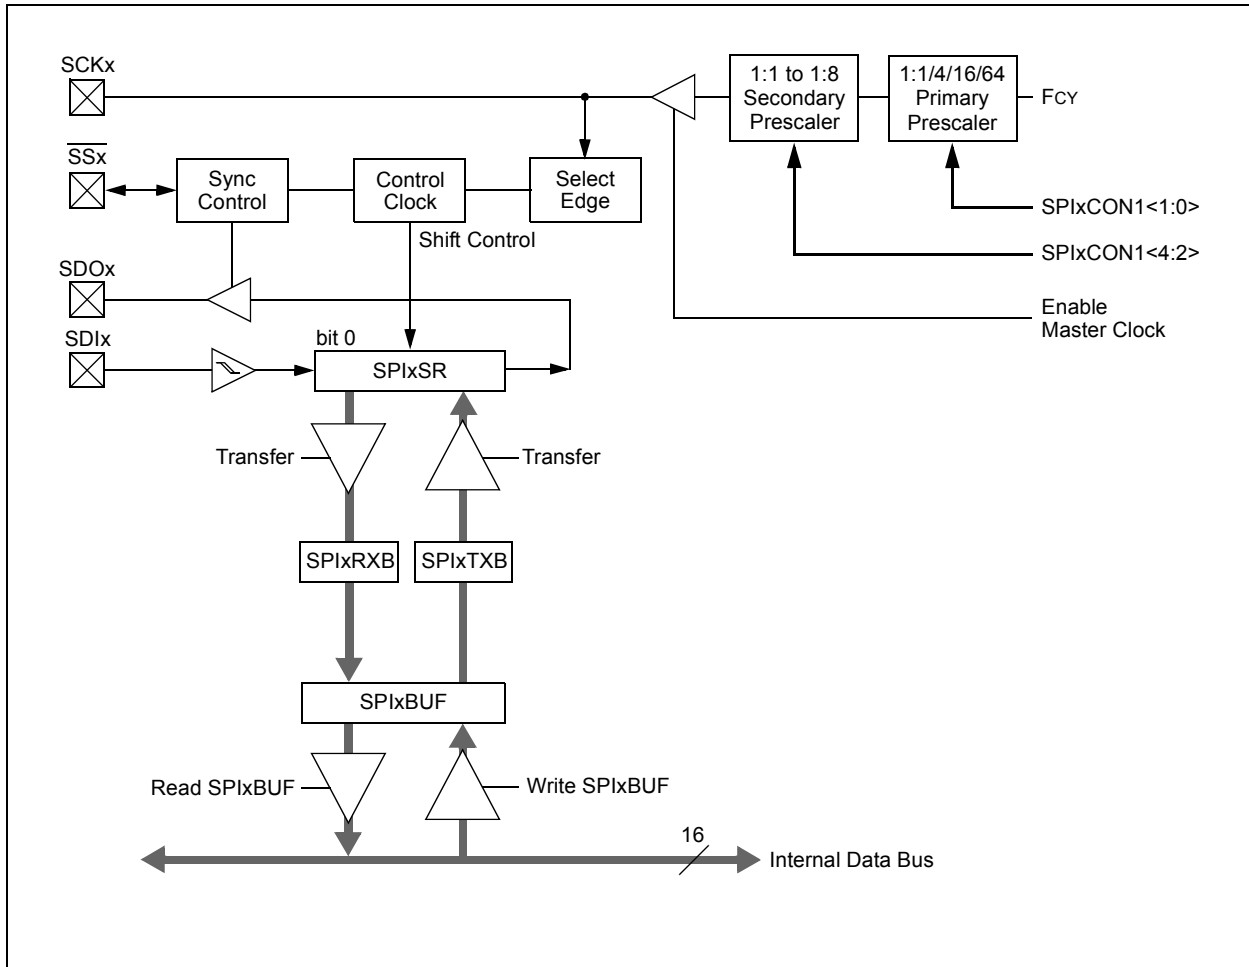 SCKx
1:1 to 1:8
Secondary
Prescaler
1:1/4/16/64
Primary
Prescaler
FCY
SSx
Sync
Control
Control
Clock
Select
Edge
SPIxCON1<1:0>
Shift Control
SPIxCON1<4:2>
SDOx
Enable
Master Clock
SDIx
bit 0
SPIxSR
Transfer
Transfer
SPIxRXB
SPIxTXB
SPIxBUF
Read SPIxBUF
Write SPIxBUF
16
Internal Data Bus